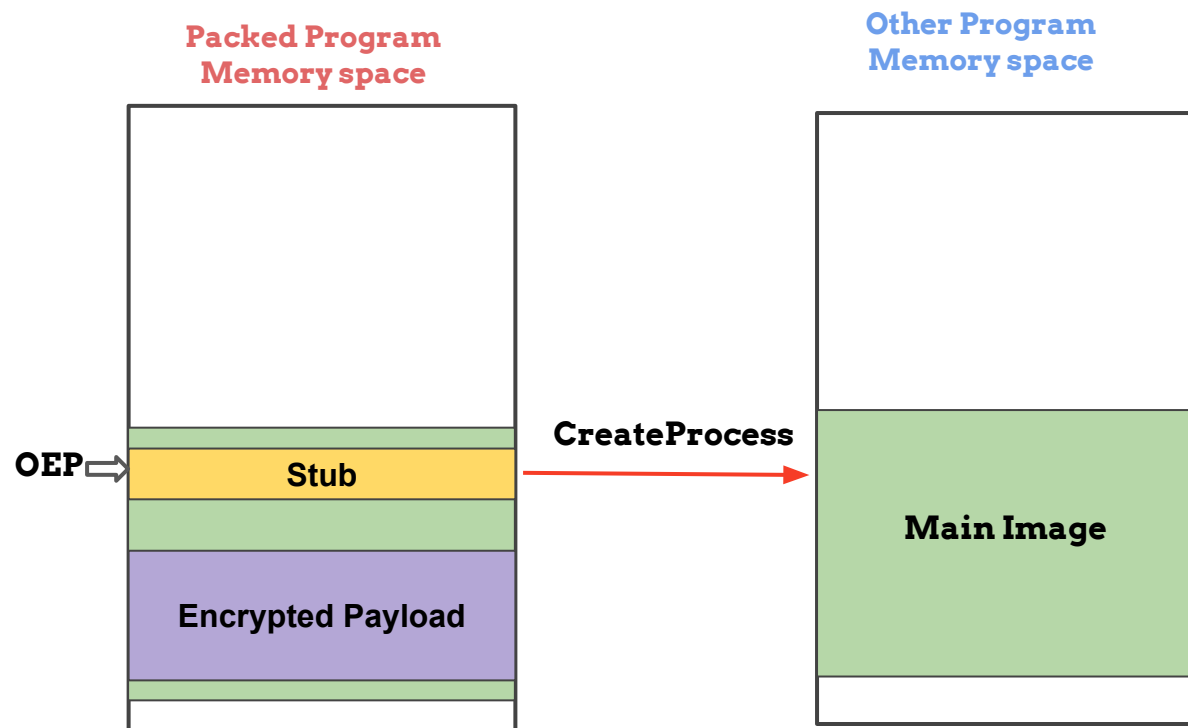 Packed Program
Memory space
Other Program
Memory space
CreateProcess
OEP
Stub
Main Image
Encrypted Payload